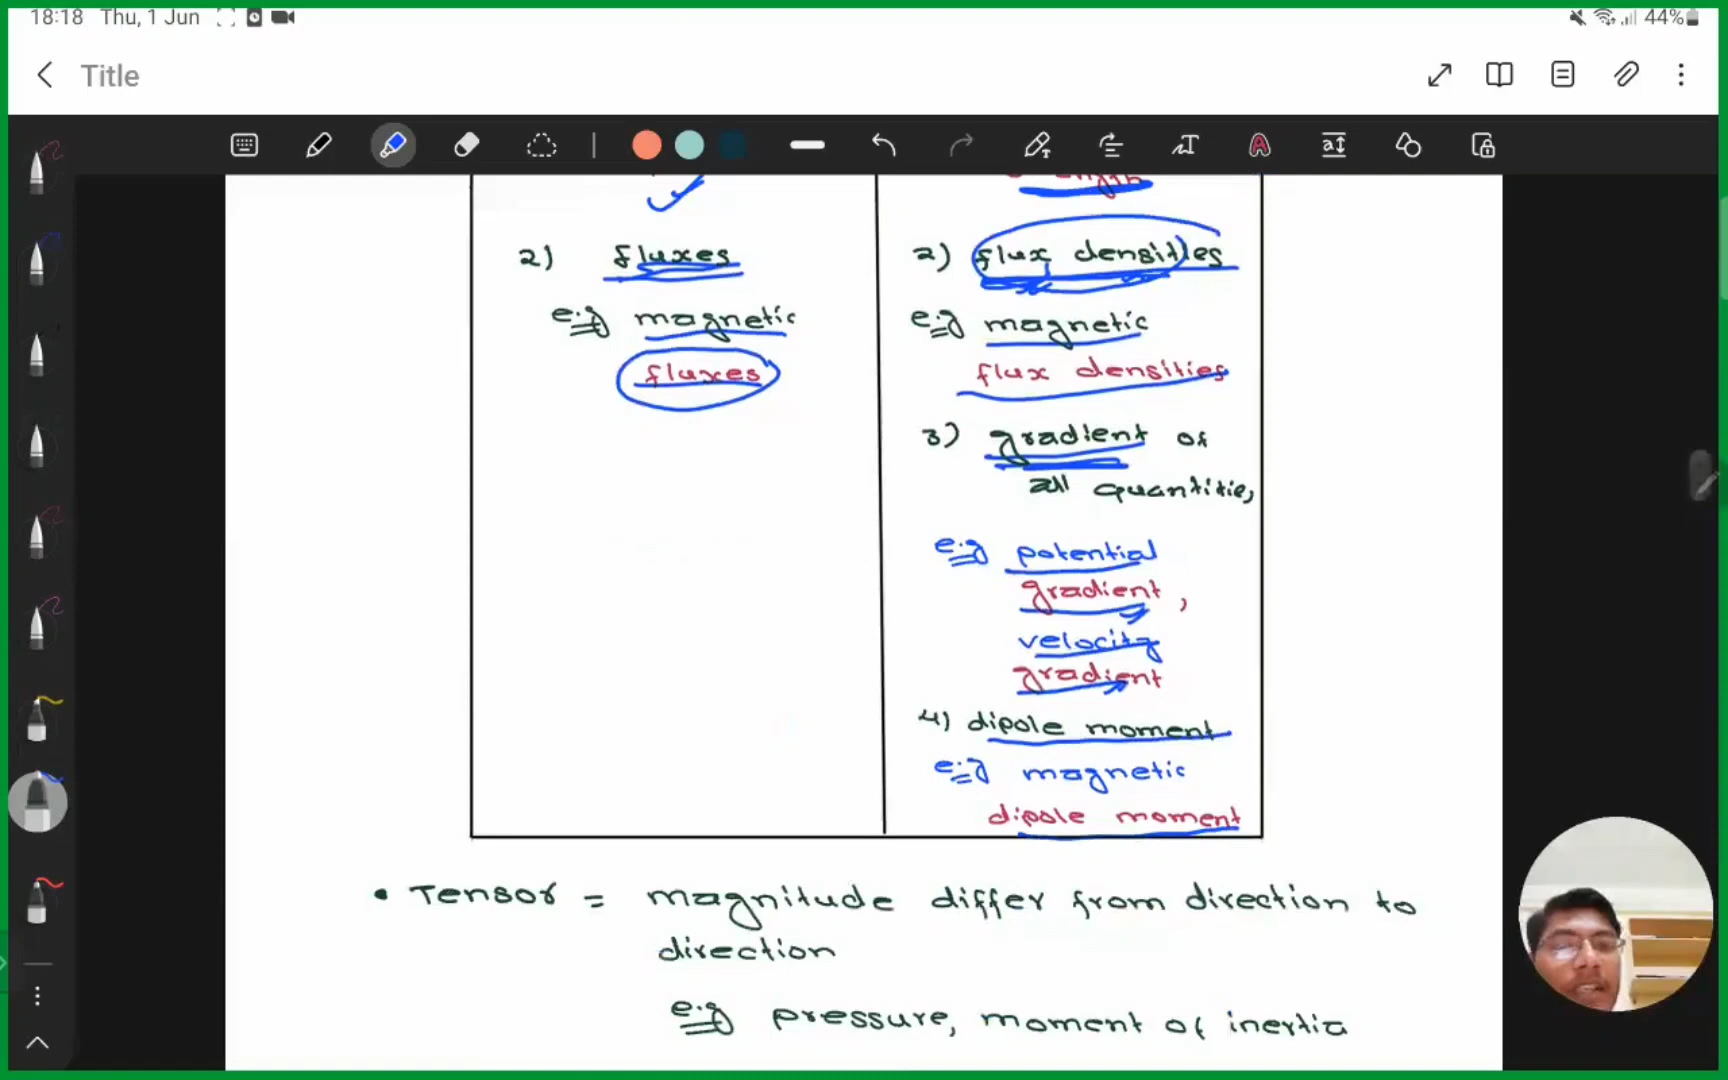 18:18 Thu, 1 Jun
44%
Title
2) fluxes
e.g magnetic
fluxes
2) flux densities
e.g magnetic
flux densities
3) gradient of
all quantities
e.g potential
gradient,
velocity
gradient
4) dipole moment
e.g magnetic
dipole moment
• Tensor = magnitude differ from direction to
direction
e.g pressure, moment of inertia